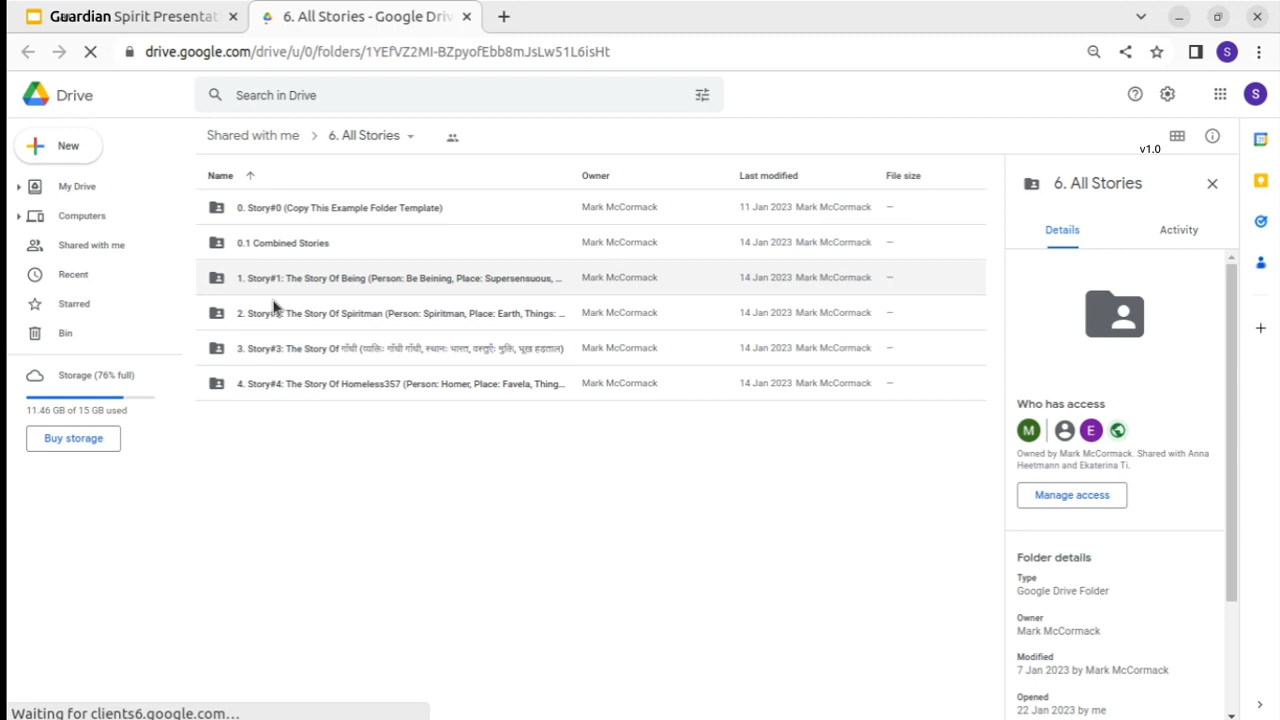 Guardian Spirit Presentat
6. All Stories - Google Driv
drive.google.com/drive/u/0/folders/1YEfVZ2MI-BZpyofEbb8mJsLw51L6isHt
S
Drive
Search in Drive
S
New
Shared with me > 6. All Stories
v1.0
My Drive
Computers
Shared with me
Recent
Starred
Bin
Storage (76% full)
11.46 GB of 15 GB used
Buy storage
Name Owner Last modified File size
0. Story#0 (Copy This Example Folder Template) Mark McCormack 11 Jan 2023 Mark McCormack –
0.1 Combined Stories Mark McCormack 14 Jan 2023 Mark McCormack –
1. Story#1: The Story Of Being (Person: Be Beining, Place: Supersensuous, ... Mark McCormack 14 Jan 2023 Mark McCormack –
2. Story#2: The Story Of Spiritman (Person: Spiritman, Place: Earth, Things: ... Mark McCormack 14 Jan 2023 Mark McCormack –
3. Story#3: The Story Of गाँधी (व्यक्ति: गाँधी गाँधी, स्थान: भारत, वस्तुएँ: मुक्ति, भूख हड़ताल) Mark McCormack 14 Jan 2023 Mark McCormack –
4. Story#4: The Story Of Homeless357 (Person: Homer, Place: Favela, Thing... Mark McCormack 14 Jan 2023 Mark McCormack –
6. All Stories
Details Activity
Who has access
M E
Owned by Mark McCormack. Shared with Anna
Heetmann and Ekaterina Ti.
Manage access
Folder details
Type
Google Drive Folder
Owner
Mark McCormack
Modified
7 Jan 2023 by Mark McCormack
Opened
22 Jan 2023 by me
Waiting for clients6.google.com...